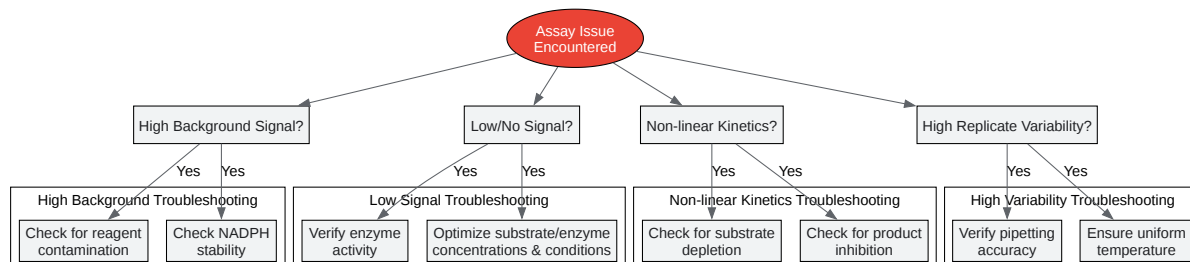 Assay Issue
Encountered
High Background Signal?
Low/No Signal?
Non-linear Kinetics?
High Replicate Variability?
Yes
Yes
Yes
Yes
Yes
Yes
Yes
Yes
High Background Troubleshooting
Low Signal Troubleshooting
Non-linear Kinetics Troubleshooting
High Variability Troubleshooting
Check for reagent
contamination
Check NADPH
stability
Verify enzyme
activity
Optimize substrate/enzyme
concentrations & conditions
Check for substrate
depletion
Check for product
inhibition
Verify pipetting
accuracy
Ensure uniform
temperature